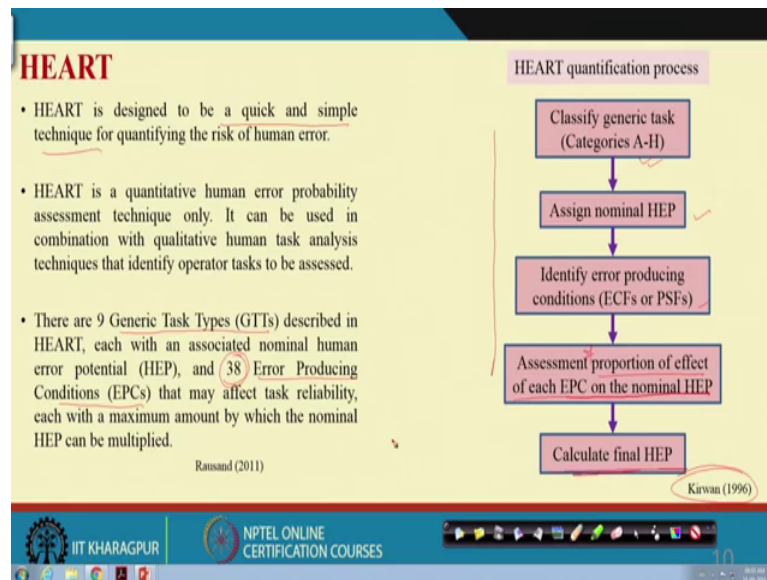 HEART
• HEART is designed to be a quick and simple
technique for quantifying the risk of human error.
• HEART is a quantitative human error probability
assessment technique only. It can be used in
combination with qualitative human task analysis
techniques that identify operator tasks to be assessed.
• There are 9 Generic Task Types (GTTs) described in
HEART, each with an associated nominal human
error potential (HEP), and 38 Error Producing
Conditions (EPCs) that may affect task reliability,
each with a maximum amount by which the nominal
HEP can be multiplied.
Rausand (2011)
HEART quantification process
Classify generic task
(Categories A-H)
Assign nominal HEP
Identify error producing
conditions (ECFs or PSFs)
Assessment proportion of effect
of each EPC on the nominal HEP
Calculate final HEP
Kirwan (1996)
IIT KHARAGPUR
NPTEL ONLINE
CERTIFICATION COURSES
10